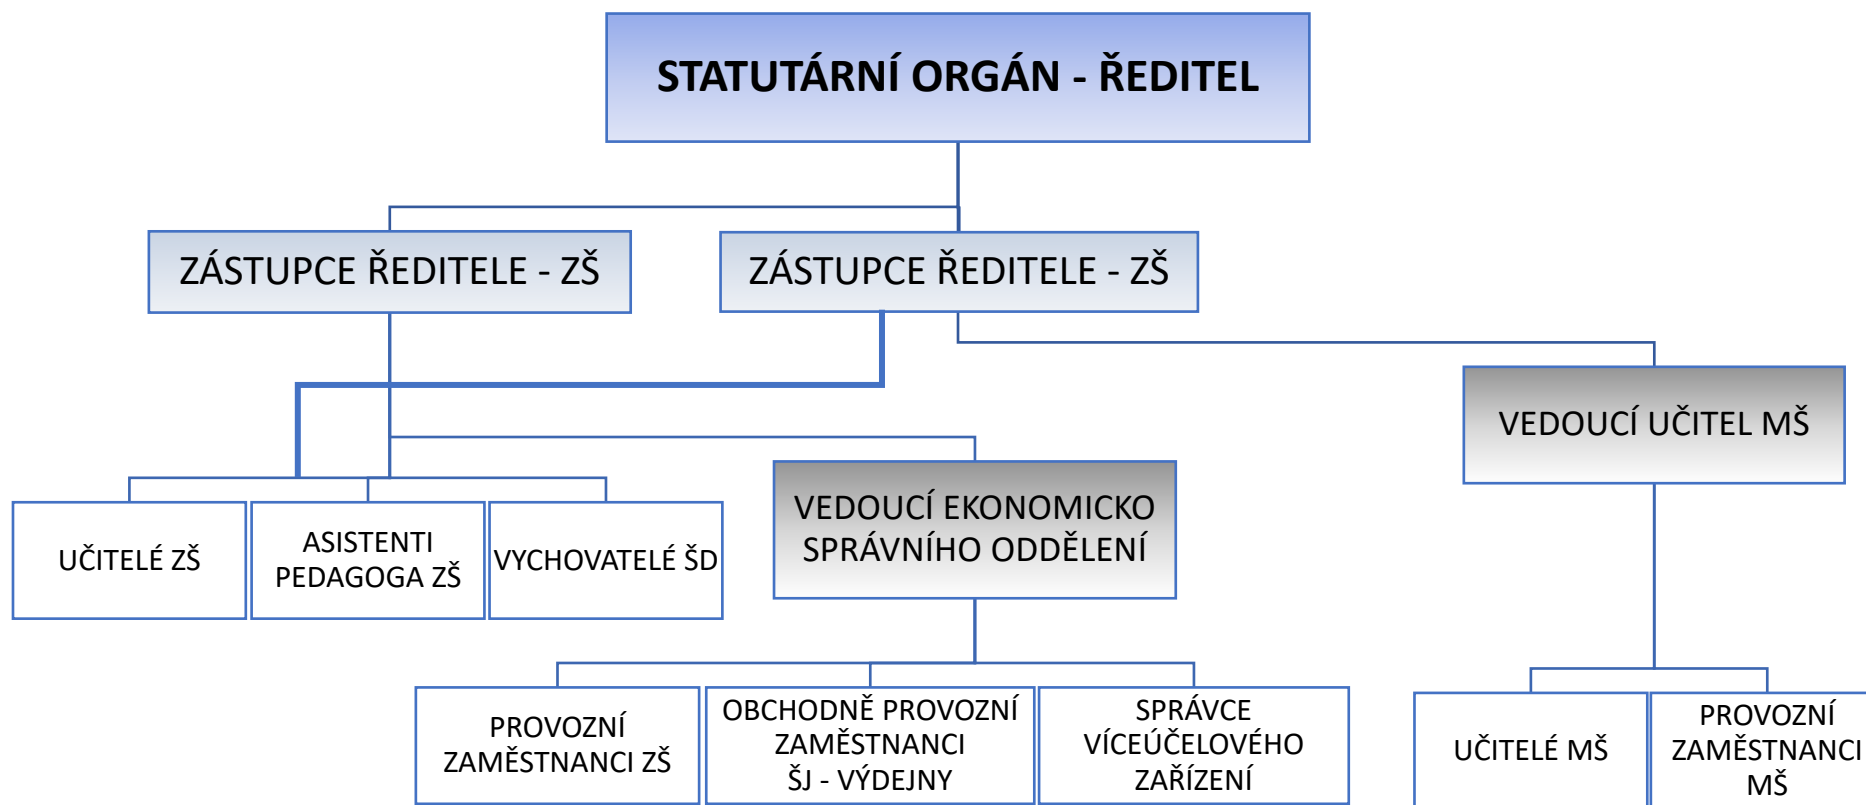 STATUTÁRNÍ ORGÁN - ŘEDITEL
ZÁSTUPCE ŘEDITELE - ZŠ
ZÁSTUPCE ŘEDITELE - ZŠ
VEDOUCÍ UČITEL MŠ
UČITELÉ ZŠ
ASISTENTI
PEDAGOGA ZŠ
VYCHOVATELÉ ŠD
VEDOUCÍ EKONOMICKO
SPRÁVNÍHO ODDĚLENÍ
PROVOZNÍ
ZAMĚSTNANCI ZŠ
OBCHODNĚ PROVOZNÍ
ZAMĚSTNANCI
ŠJ - VÝDEJNY
SPRÁVCE
VÍCEÚČELOVÉHO
ZAŘÍZENÍ
UČITELÉ MŠ
PROVOZNÍ
ZAMĚSTNANCI
MŠ